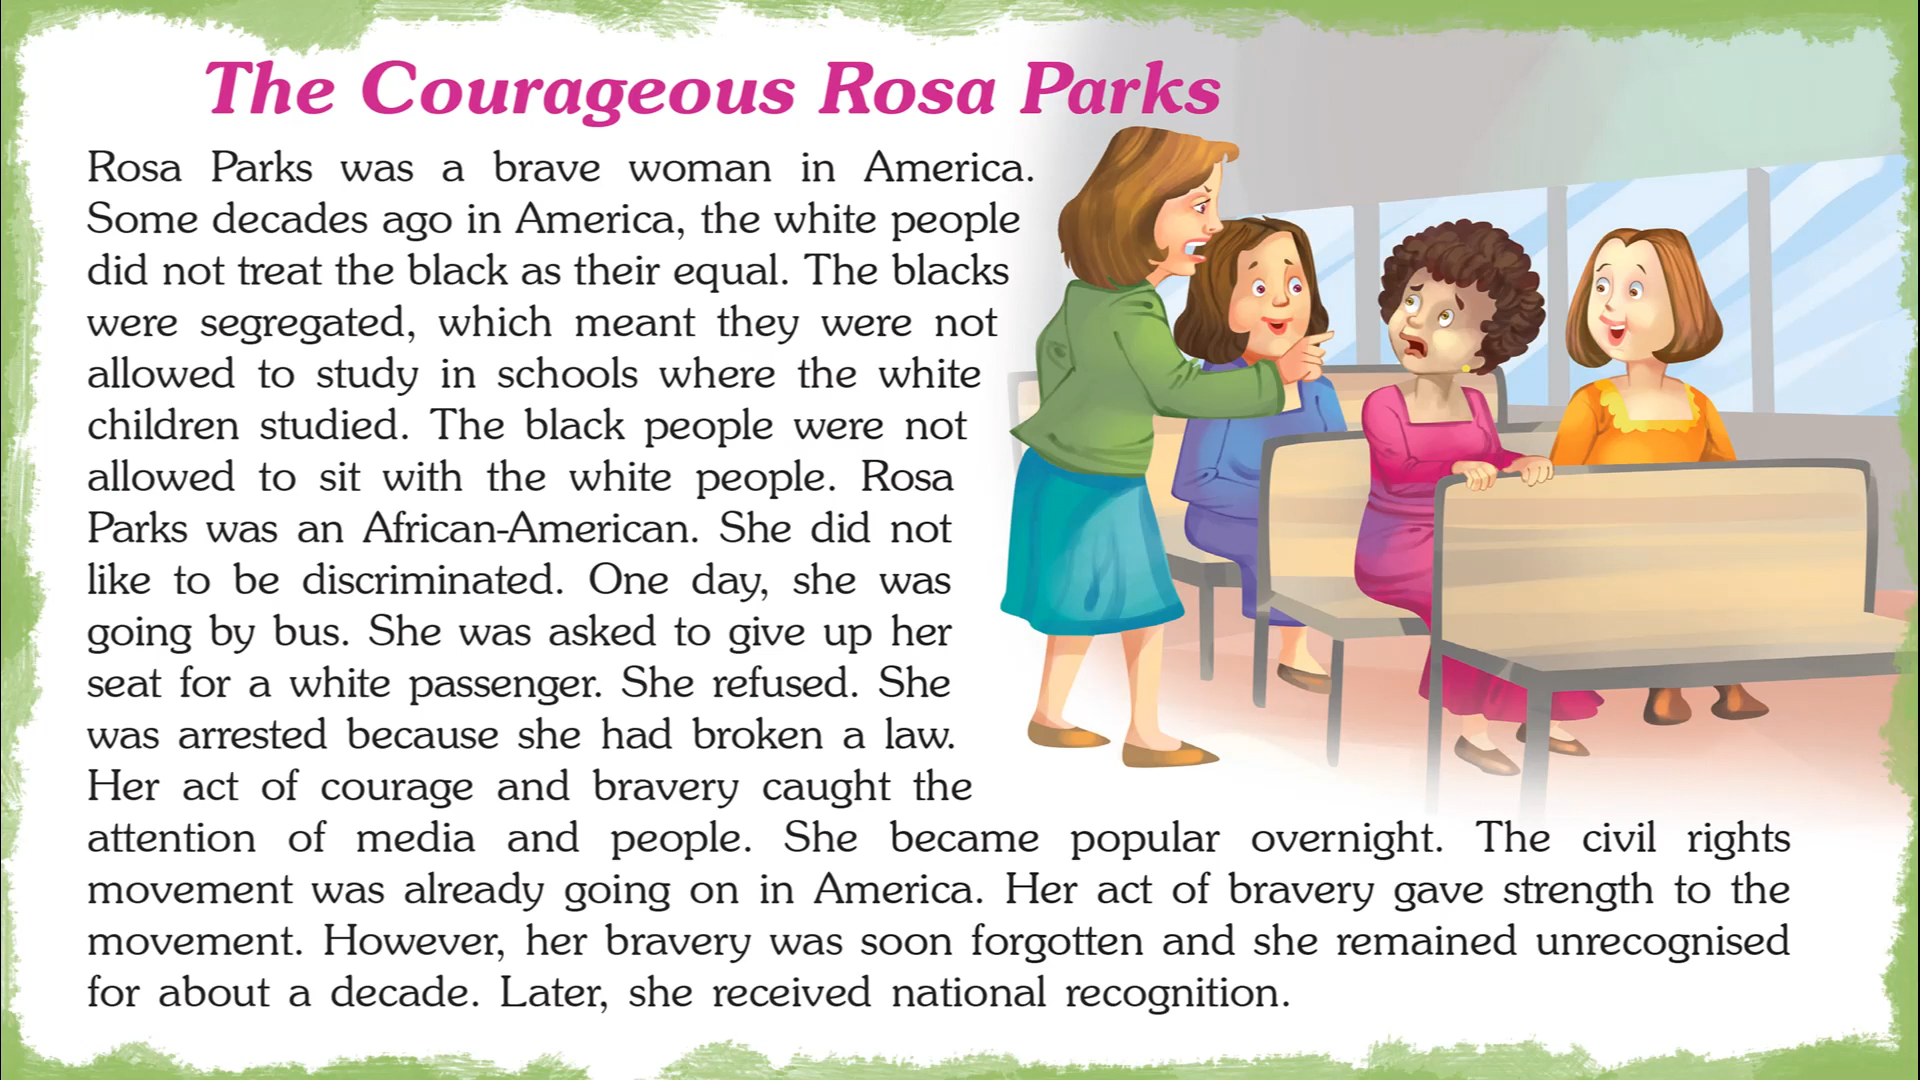 The Courageous Rosa Parks
Rosa Parks was a brave woman in America.
Some decades ago in America, the white people
did not treat the black as their equal. The blacks
were segregated, which meant they were not
allowed to study in schools where the white
children studied. The black people were not
allowed to sit with the white people. Rosa
Parks was an African-American. She did not
like to be discriminated. One day, she was
going by bus. She was asked to give up her
seat for a white passenger. She refused. She
was arrested because she had broken a law.
Her act of courage and bravery caught the
attention of media and people. She became popular overnight. The civil rights
movement was already going on in America. Her act of bravery gave strength to the
movement. However, her bravery was soon forgotten and she remained unrecognised
for about a decade. Later, she received national recognition.